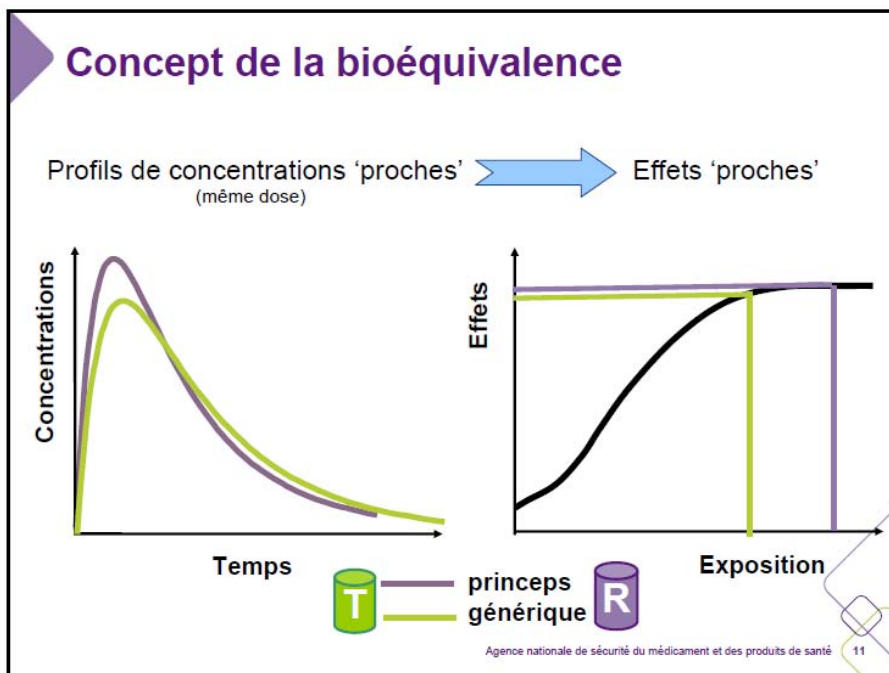 Concept de la bioéquivalence
Profils de concentrations ‘proches’
(même dose)
Effets ‘proches’
Concentrations
Temps
Effets
Exposition
T
princeps
générique
R
Agence nationale de sécurité du médicament et des produits de santé
11